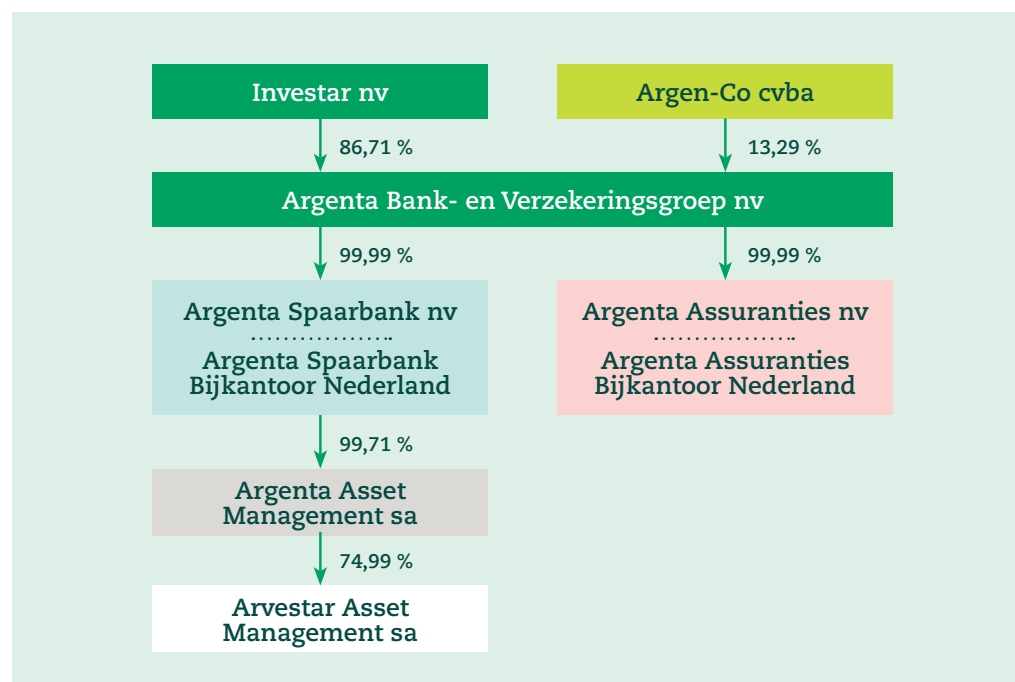 Investar nv
Argen-Co cvba
86,71 %
13,29 %
Argenta Bank- en Verzekeringsgroep nv
99,99 %
99,99 %
Argenta Spaarbank nv
Argenta Spaarbank
Bijkantoor Nederland
Argenta Assuranties nv
Argenta Assuranties
Bijkantoor Nederland
99,71 %
Argenta Asset
Management sa
74,99 %
Arvestar Asset
Management sa